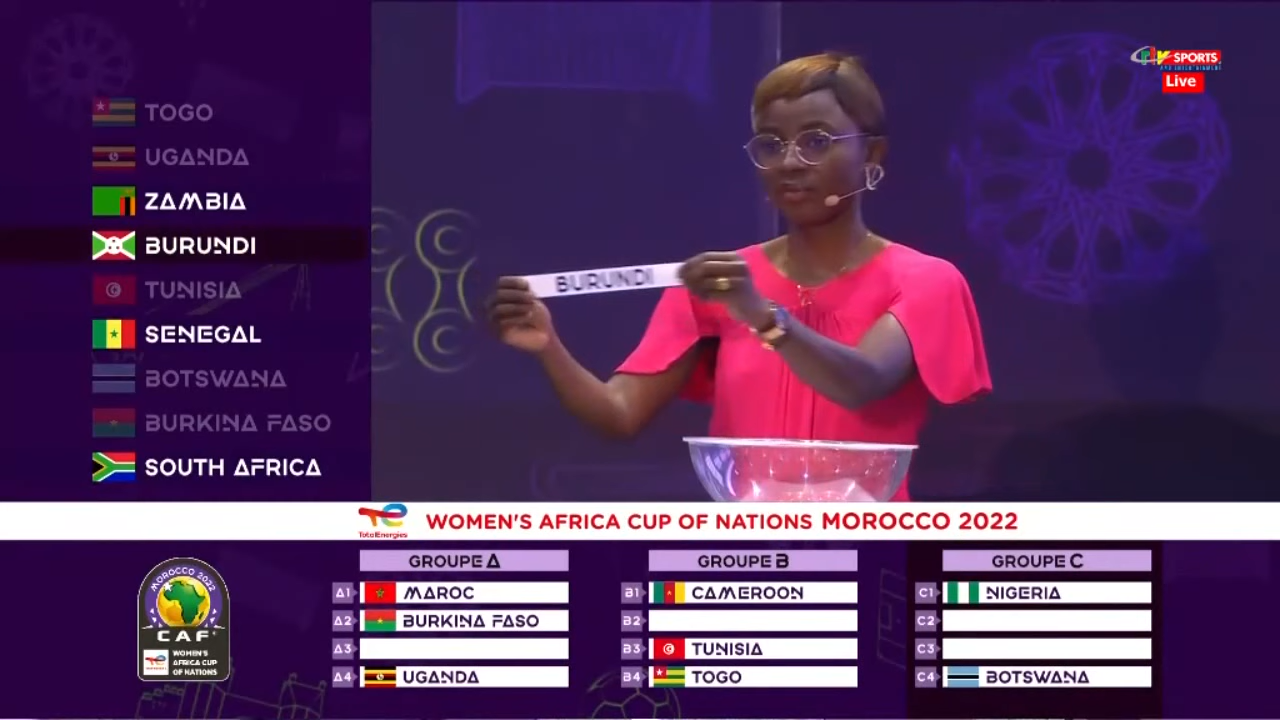 SPORTS
Live
TOGO
UGANDA
ZAMBIA
BURUNDI
TUNISIA
SENEGAL
BOTSWANA
BURKINA FASO
SOUTH AFRICA
BURUNDI
TotalEnergies
WOMEN'S AFRICA CUP OF NATIONS MOROCCO 2022
MOROCCO 2022
CAF
WOMEN'S
AFRICA CUP
OF NATIONS
GROUPE A
A1 MAROC
A2 BURKINA FASO
A3
A4 UGANDA
GROUPE B
B1 CAMEROON
B2
B3 TUNISIA
B4 TOGO
GROUPE C
C1 NIGERIA
C2
C3
C4 BOTSWANA